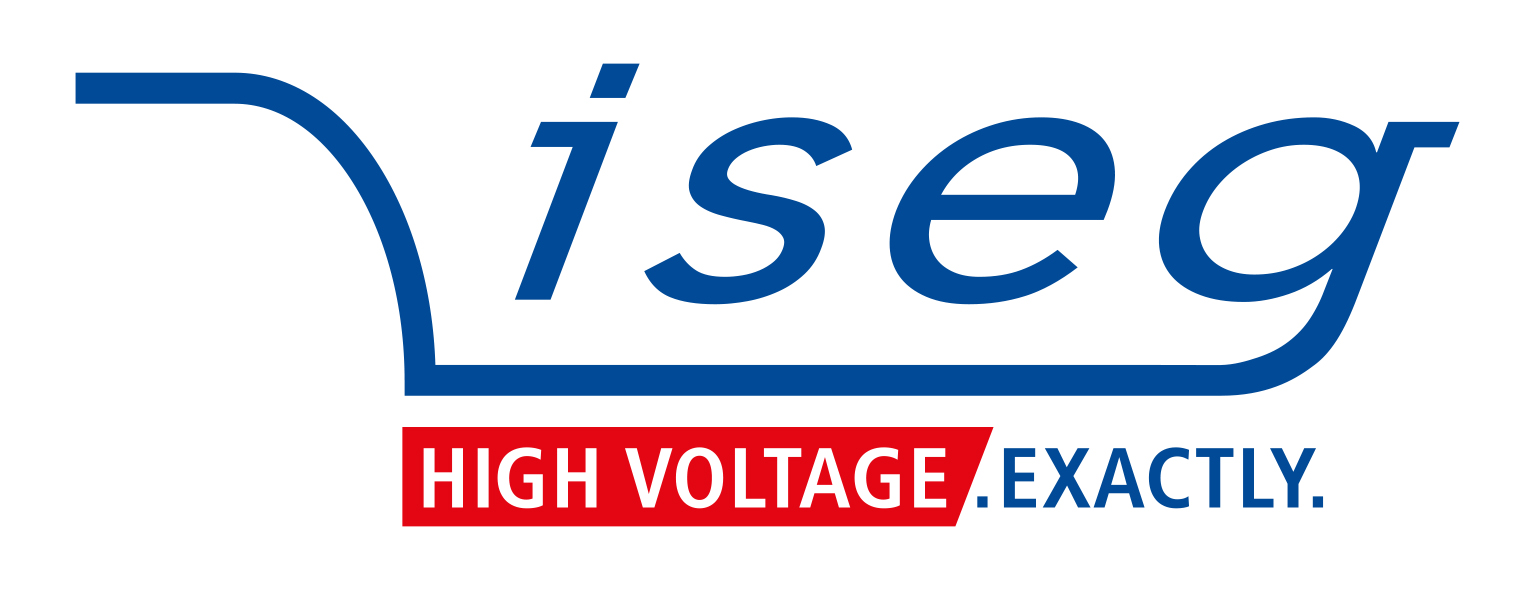 iseg
HIGH VOLTAGE.EXACTLY.